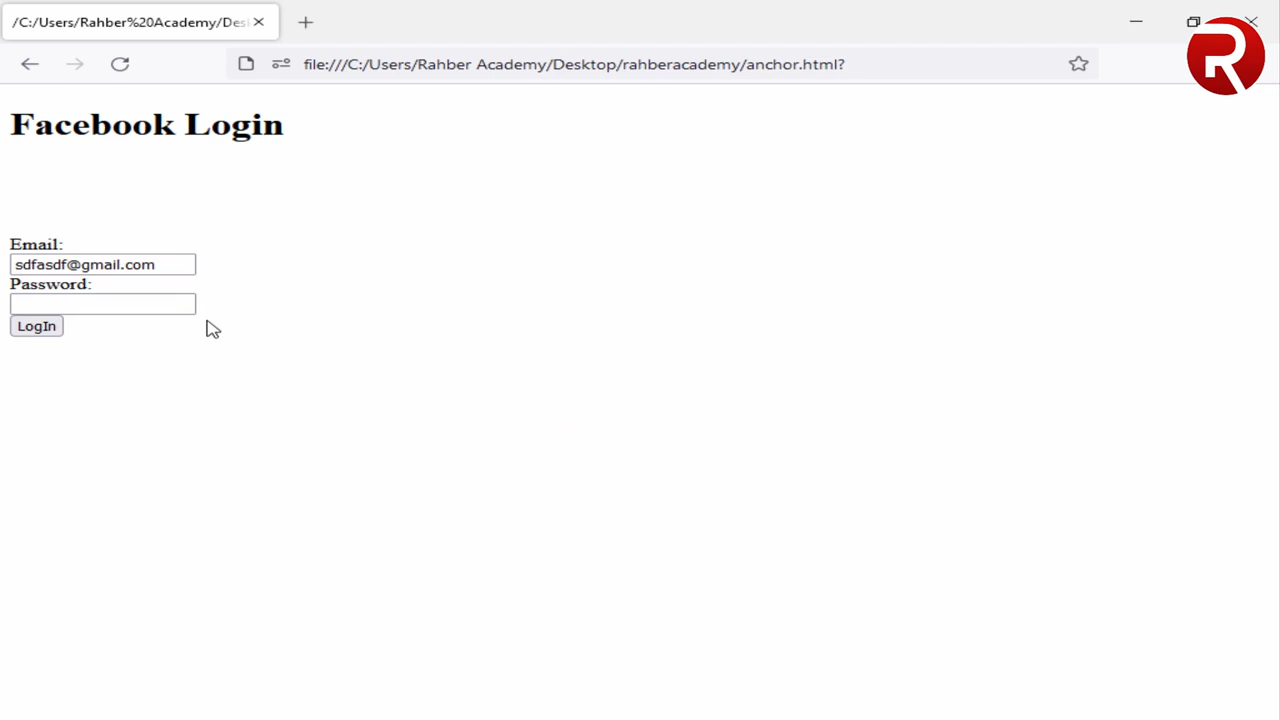 /C:/Users/Rahber%20Academy/Des
file:///C:/Users/Rahber Academy/Desktop/rahberacademy/anchor.html?
R
Facebook Login
Email:
sdfasdf@gmail.com
Password:
LogIn